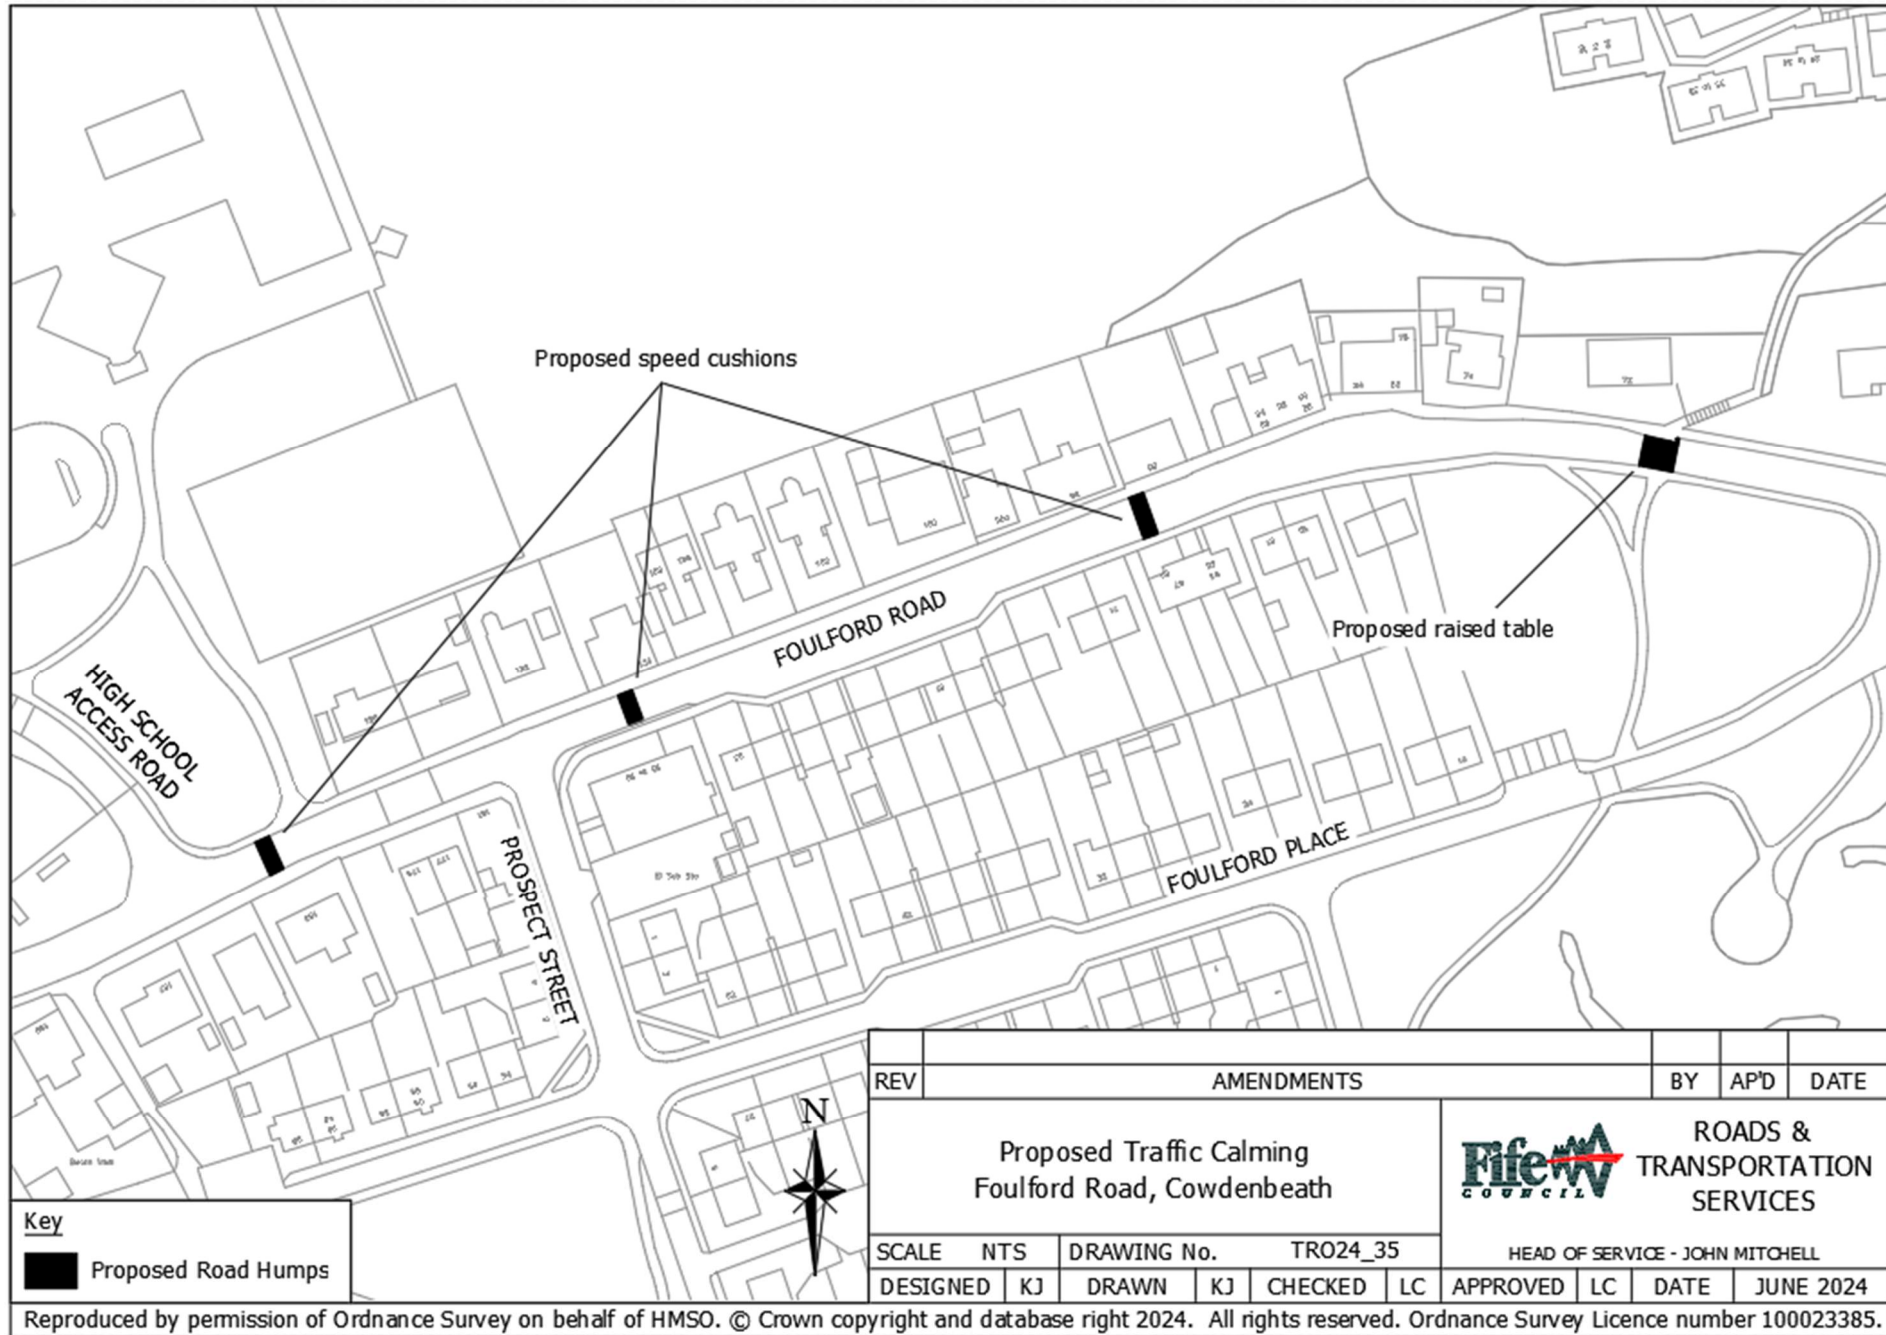 Proposed speed cushions
FOULFORD ROAD
Proposed raised table
HIGH SCHOOL
ACCESS ROAD
PROSPECT STREET
FOULFORD PLACE
El Sub Sta
N
Key
Proposed Road Humps
REV AMENDMENTS BY AP'D DATE
Proposed Traffic Calming
Foulford Road, Cowdenbeath
Fife
COUNCIL
ROADS &
TRANSPORTATION
SERVICES
HEAD OF SERVICE - JOHN MITCHELL
SCALE NTS DRAWING No. TRO24_35
DESIGNED KJ DRAWN KJ CHECKED LC APPROVED LC DATE JUNE 2024
Reproduced by permission of Ordnance Survey on behalf of HMSO. © Crown copyright and database right 2024. All rights reserved. Ordnance Survey Licence number 100023385.